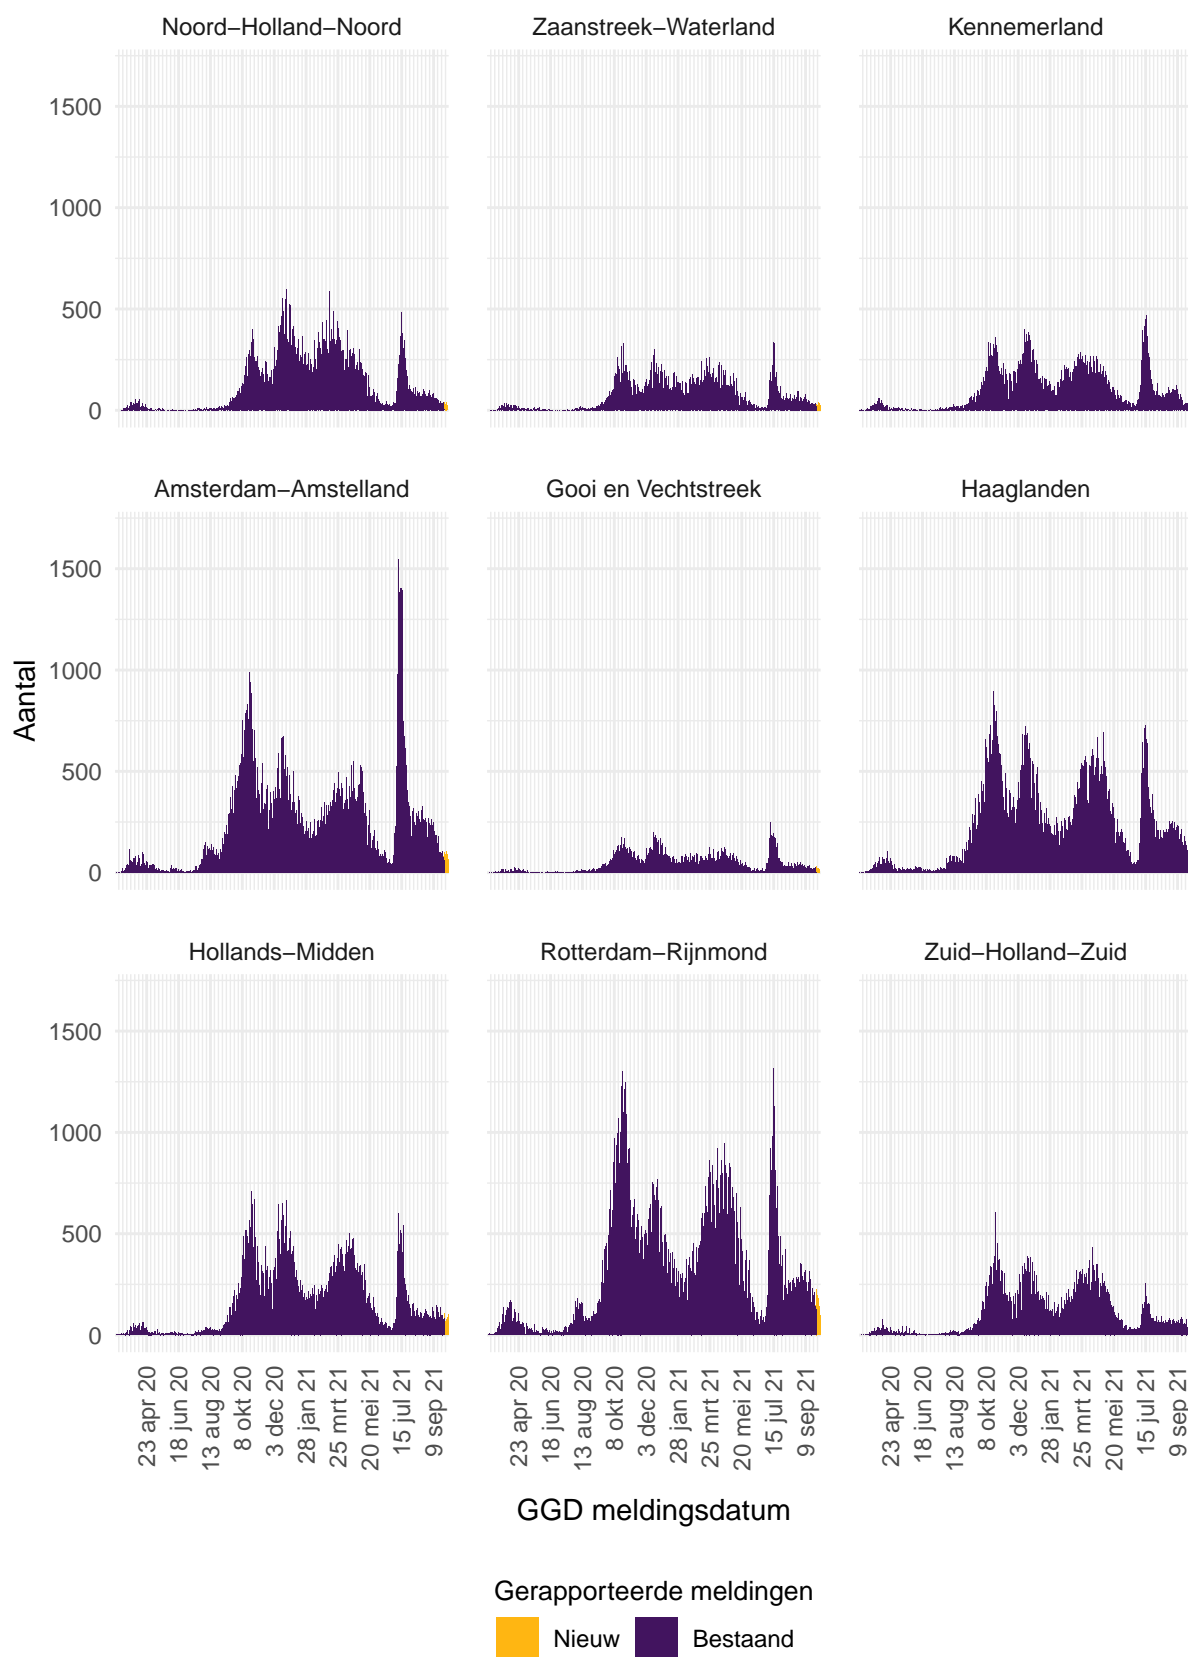 Noord−Holland−Noord Zaanstreek−Waterland Kennemerland
1500
1000
500
0
Amsterdam−Amstelland Gooi en Vechtstreek Haaglanden
1500
1000
500
0
Aantal
Hollands−Midden Rotterdam−Rijnmond Zuid−Holland−Zuid
1500
1000
500
0
23 apr 20 18 jun 20 13 aug 20 8 okt 20 3 dec 20 28 jan 21 25 mrt 21 20 mei 21 15 jul 21 9 sep 21
23 apr 20 18 jun 20 13 aug 20 8 okt 20 3 dec 20 28 jan 21 25 mrt 21 20 mei 21 15 jul 21 9 sep 21
23 apr 20 18 jun 20 13 aug 20 8 okt 20 3 dec 20 28 jan 21 25 mrt 21 20 mei 21 15 jul 21 9 sep 21
GGD meldingsdatum
Gerapporteerde meldingen
Nieuw Bestaand